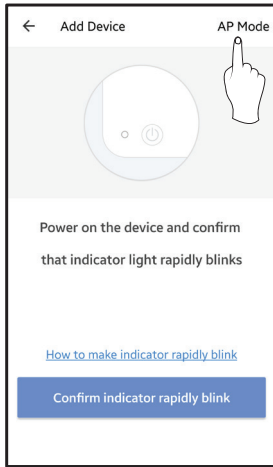 Add Device AP Mode
Power on the device and confirm
that indicator light rapidly blinks
How to make indicator rapidly blink
Confirm indicator rapidly blink